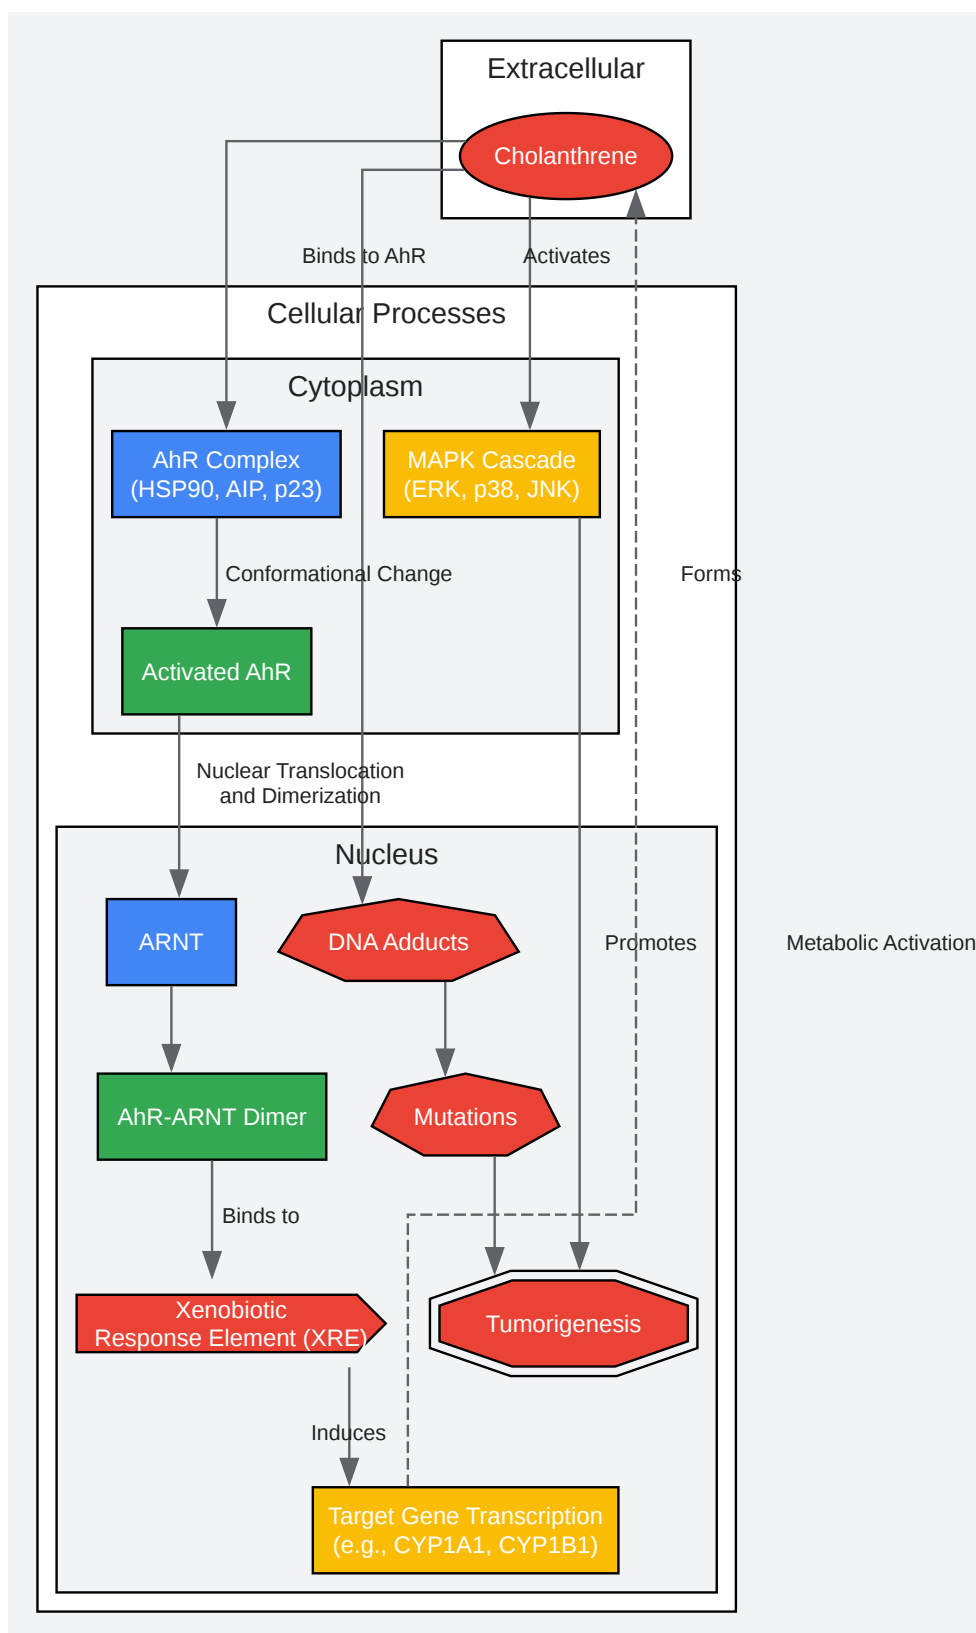 Extracellular
Cholanthrene
Binds to AhR
Activates
Cellular Processes
Cytoplasm
AhR Complex
(HSP90, AIP, p23)
MAPK Cascade
(ERK, p38, JNK)
Conformational Change
Forms
Activated AhR
Nuclear Translocation
and Dimerization
Nucleus
ARNT
DNA Adducts
Promotes
Metabolic Activation
AhR-ARNT Dimer
Mutations
Binds to
Xenobiotic
Response Element (XRE)
Tumorigenesis
Induces
Target Gene Transcription
(e.g., CYP1A1, CYP1B1)